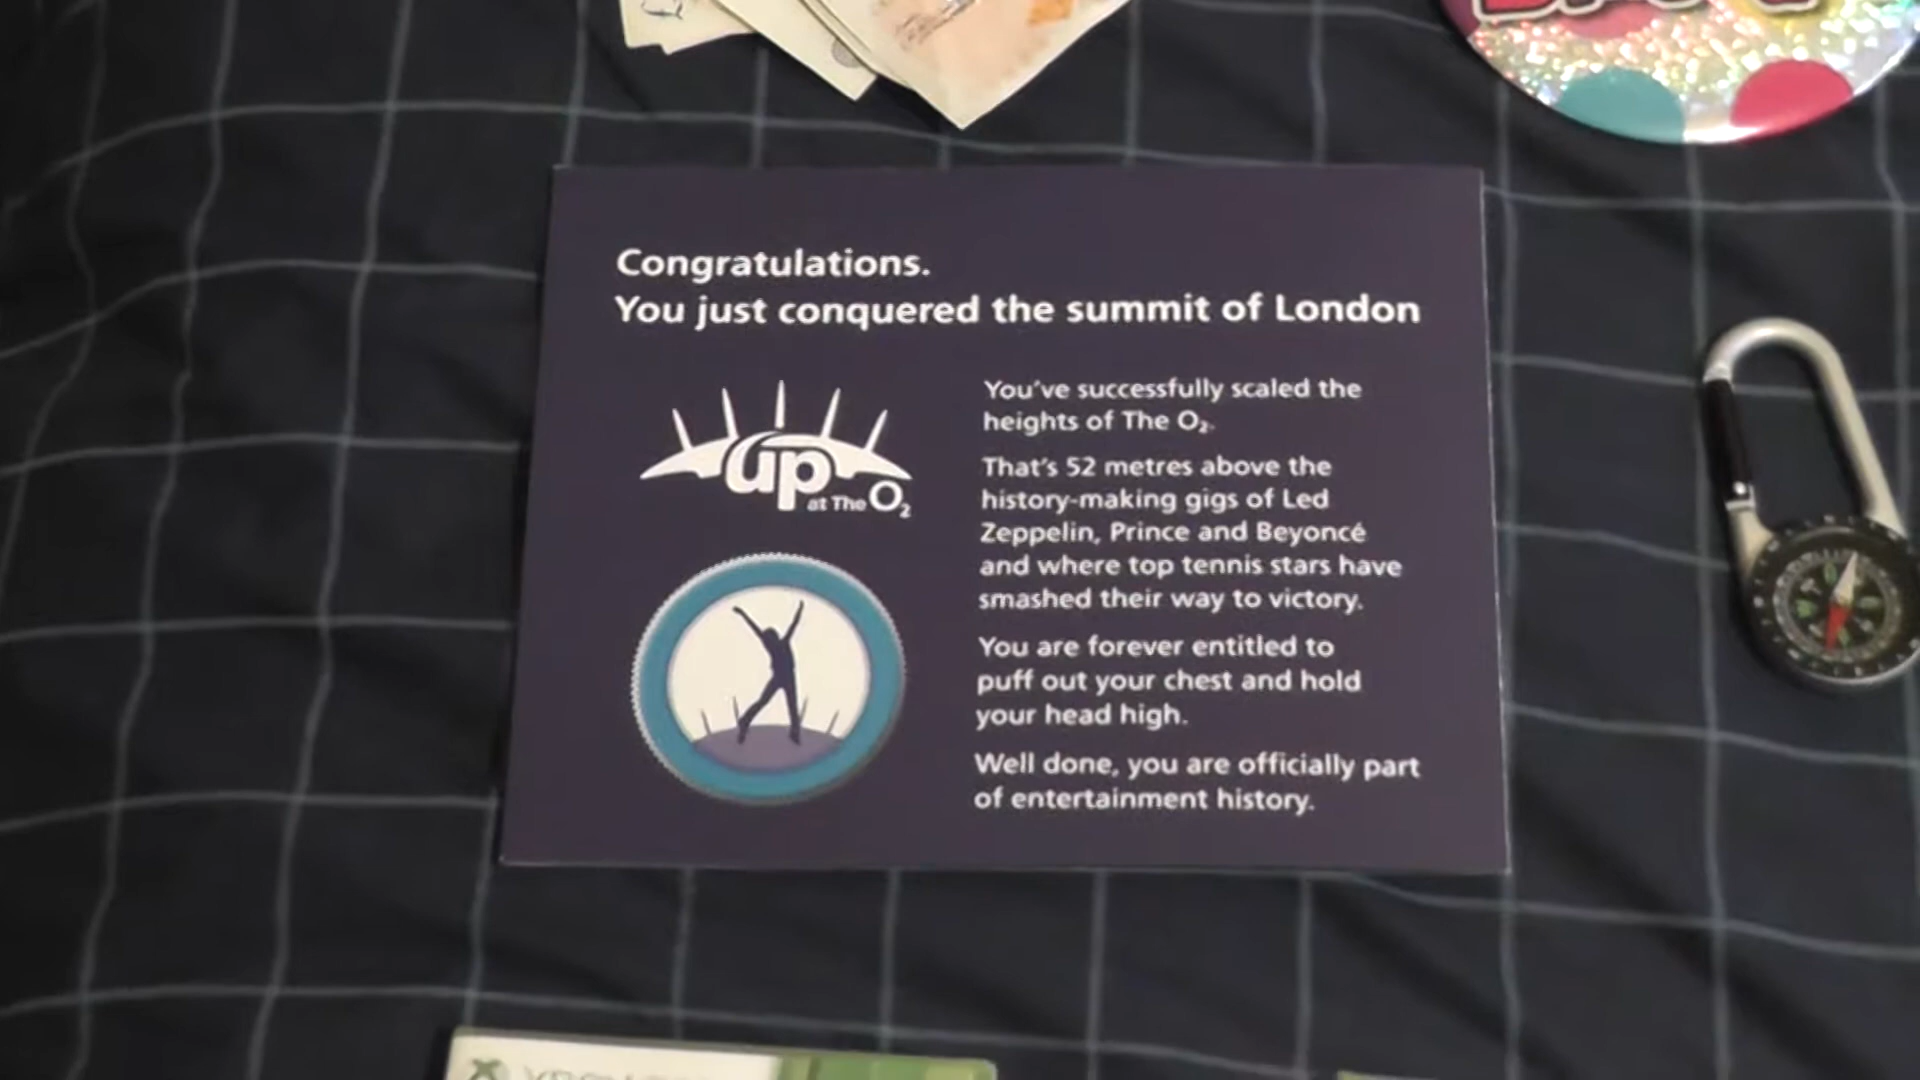 Congratulations.
You just conquered the summit of London
up
at The O₂
You've successfully scaled the
heights of The O₂.
That's 52 metres above the
history-making gigs of Led
Zeppelin, Prince and Beyoncé
and where top tennis stars have
smashed their way to victory.
You are forever entitled to
puff out your chest and hold
your head high.
Well done, you are officially part
of entertainment history.